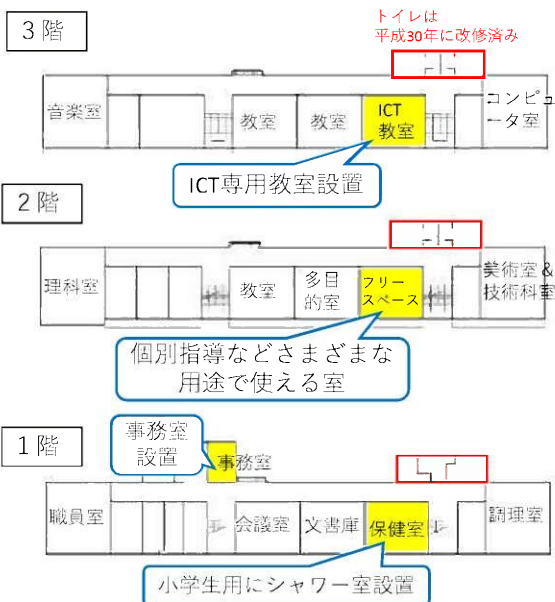 3階
トイレは
平成30年に改修済み
音楽室
教室
教室
ICT
教室
コンピュ
ータ室
ICT専用教室設置
2階
理科室
教室
多目
的室
フリー
スペース
美術室&
技術科室
個別指導などさまざまな
用途で使える室
1階
事務室
設置
事務室
職員室
会議室
文書庫
保健室
調理室
小学生用にシャワー室設置